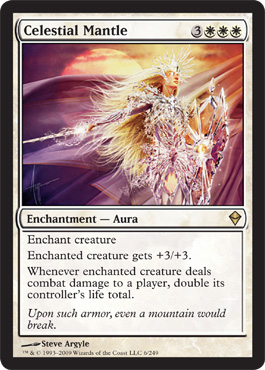 Celestial Mantle 3
Enchantment — Aura
Enchant creature
Enchanted creature gets +3/+3.
Whenever enchanted creature deals
combat damage to a player, double its
controller's life total.
Upon such armor, even a mountain would
break.
Steve Argyle
™ & © 1993–2009 Wizards of the Coast LLC 6/249